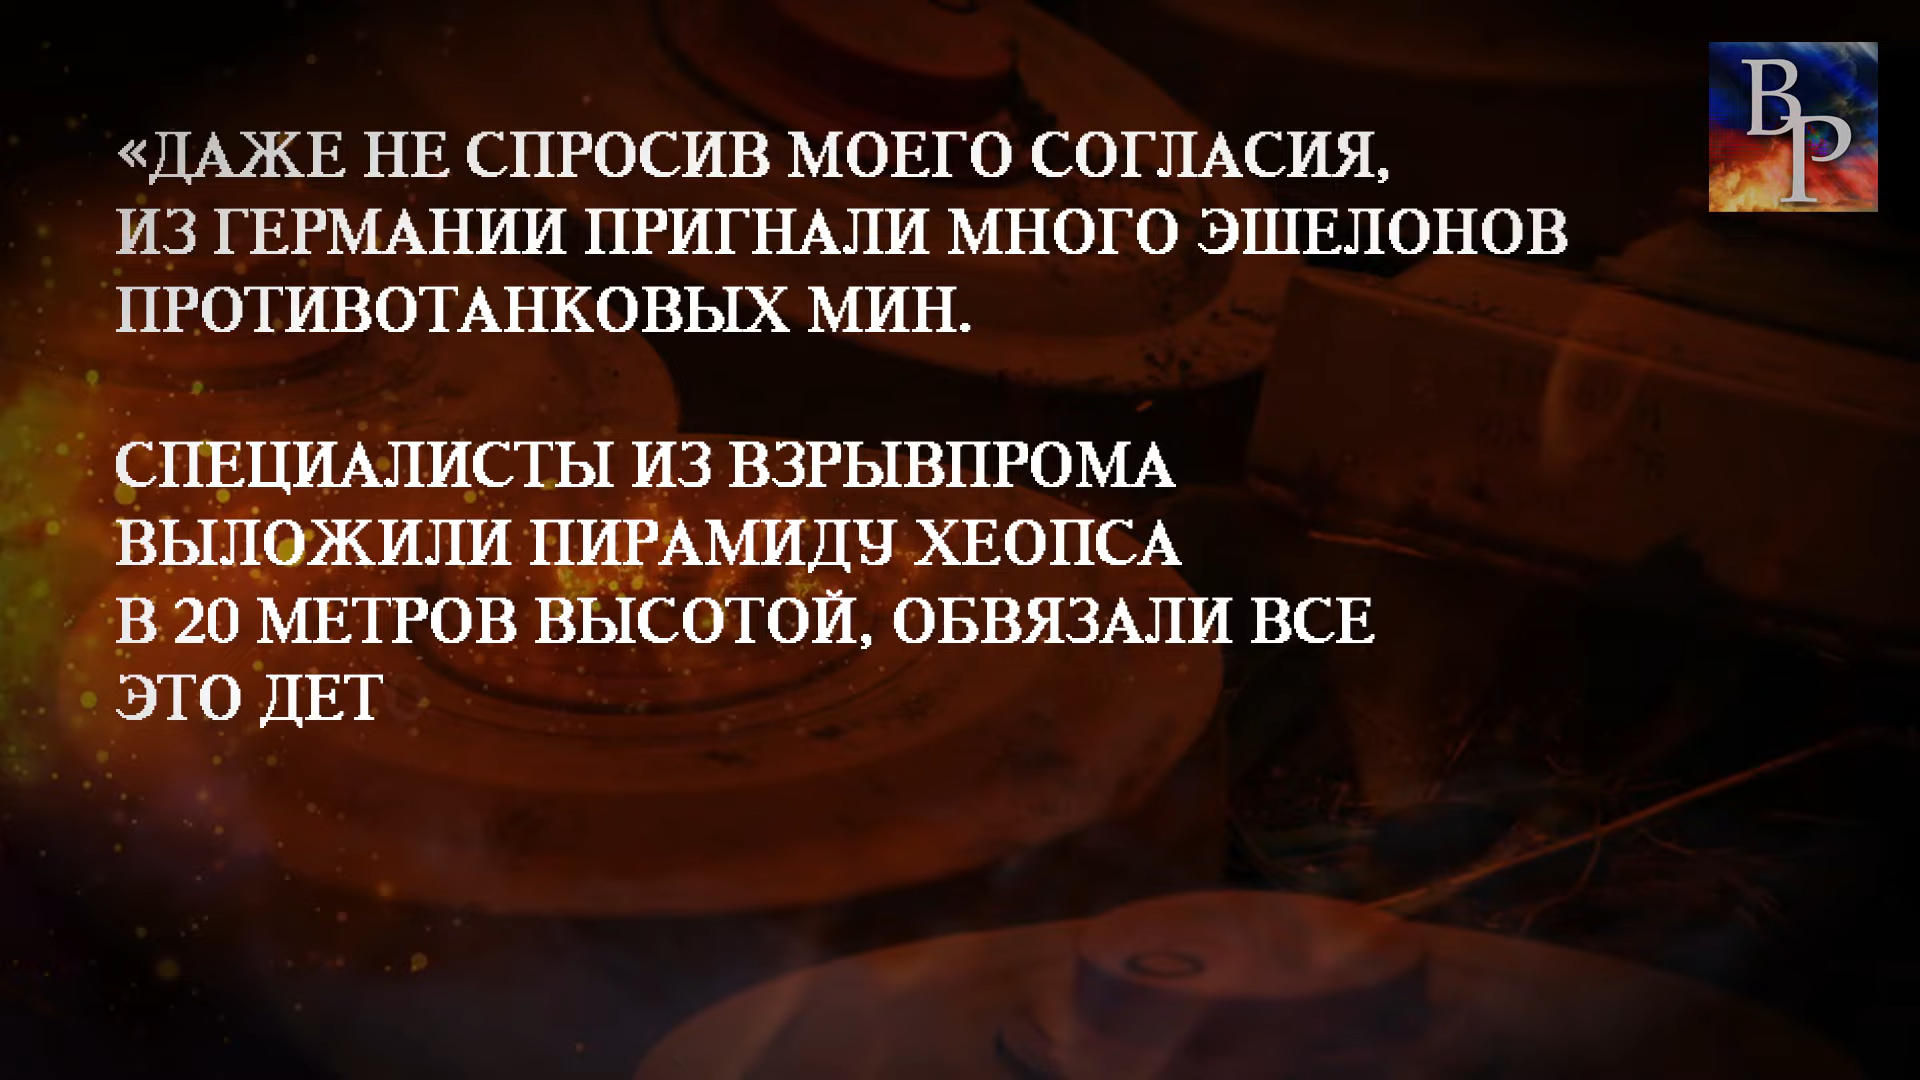 «ДАЖЕ НЕ СПРОСИВ МОЕГО СОГЛАСИЯ,
ИЗ ГЕРМАНИИ ПРИГНАЛИ МНОГО ЭШЕЛОНОВ
ПРОТИВОТАНКОВЫХ МИН.
СПЕЦИАЛИСТЫ ИЗ ВЗРЫВПРОМА
ВЫЛОЖИЛИ ПИРАМИДУ ХЕОПСА
В 20 МЕТРОВ ВЫСОТОЙ, ОБВЯЗАЛИ ВСЕ
ЭТО ДЕТ
ВР